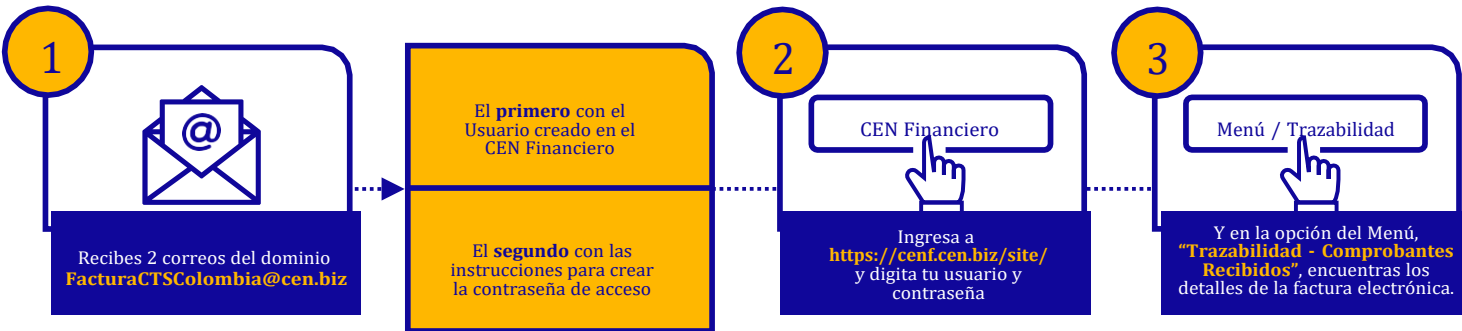 1
@
Recibes 2 correos del dominio
FacturaCTSColombia@cen.biz
El primero con el
Usuario creado en el
CEN Financiero
El segundo con las
instrucciones para crear
la contraseña de acceso
2
CEN Financiero
Ingresa a
https://cenf.cen.biz/site/
y digita tu usuario y
contraseña
3
Menú / Trazabilidad
Y en la opción del Menú,
“Trazabilidad - Comprobantes
Recibidos”, encuentras los
detalles de la factura electrónica.